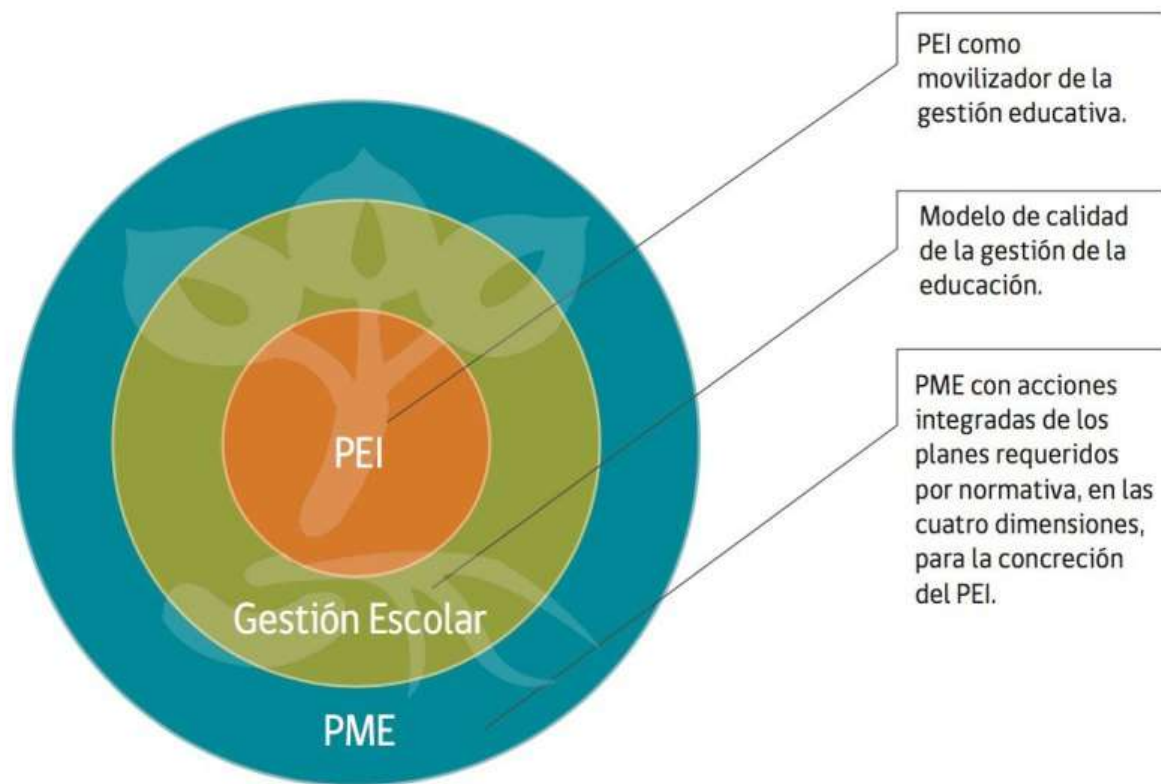 PEI como
movilizador de la
gestión educativa.
Modelo de calidad
de la gestión de la
educación.
PME con acciones
integradas de los
planes requeridos
por normativa, en las
cuatro dimensiones,
para la concreción
del PEI.
PEI
Gestión Escolar
PME